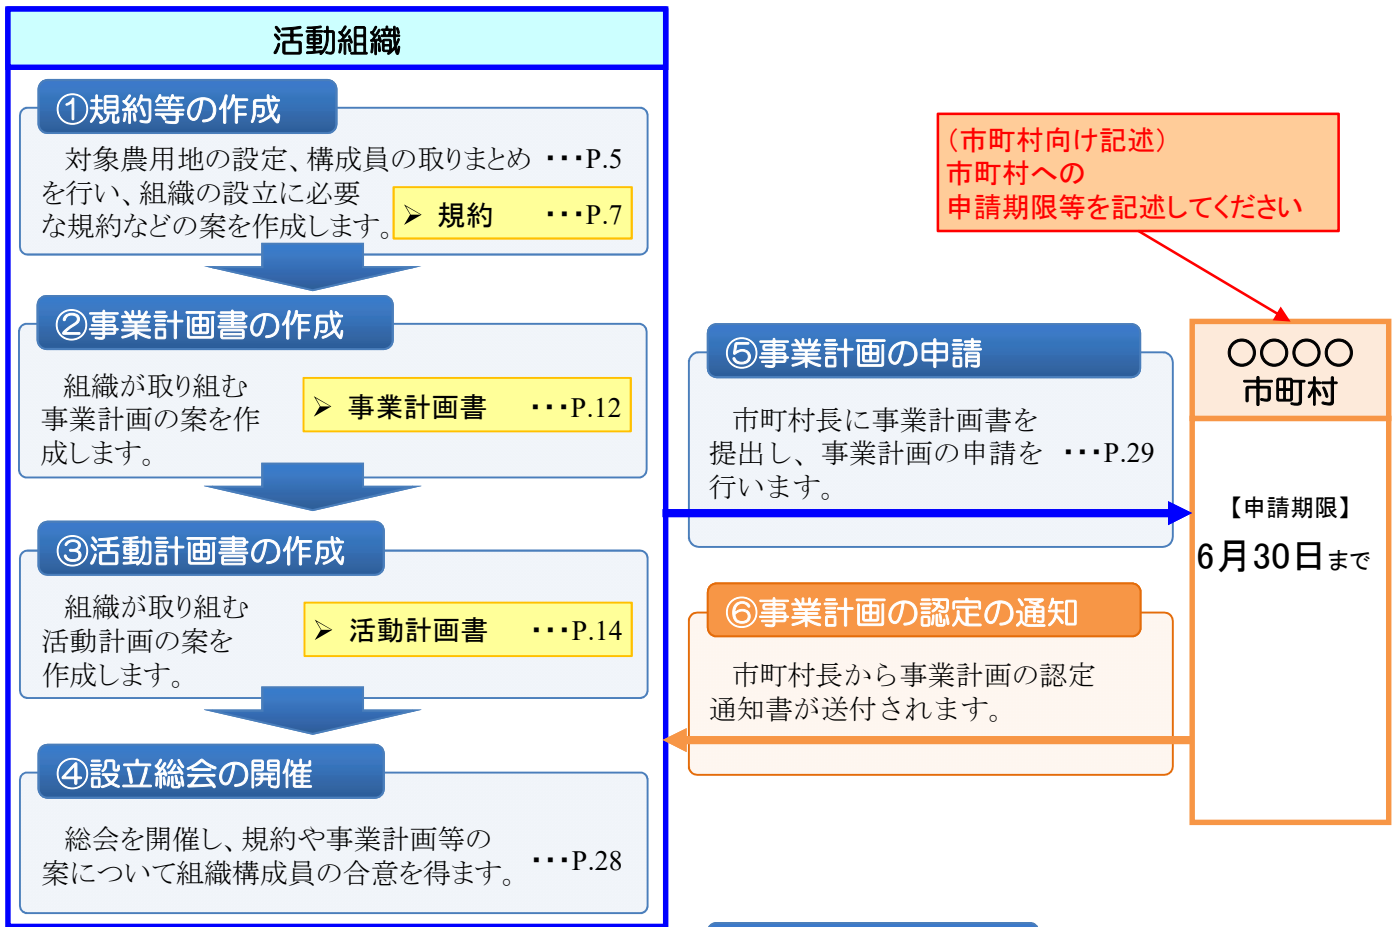 活動組織
①規約等の作成
対象農用地の設定、構成員の取りまとめ ・・・P.5
を行い、組織の設立に必要
な規約などの案を作成します。
➢ 規約 ・・・P.7
②事業計画書の作成
組織が取り組む
事業計画の案を作
成します。
➢ 事業計画書 ・・・P.12
③活動計画書の作成
組織が取り組む
活動計画の案を
作成します。
➢ 活動計画書 ・・・P.14
④設立総会の開催
総会を開催し、規約や事業計画等の
案について組織構成員の合意を得ます。 ・・・P.28
⑤事業計画の申請
市町村長に事業計画書を
提出し、事業計画の申請を ・・・P.29
行います。
⑥事業計画の認定の通知
市町村長から事業計画の認定
通知書が送付されます。
(市町村向け記述)
市町村への
申請期限等を記述してください
○○○○
市町村
【申請期限】
6月30日まで